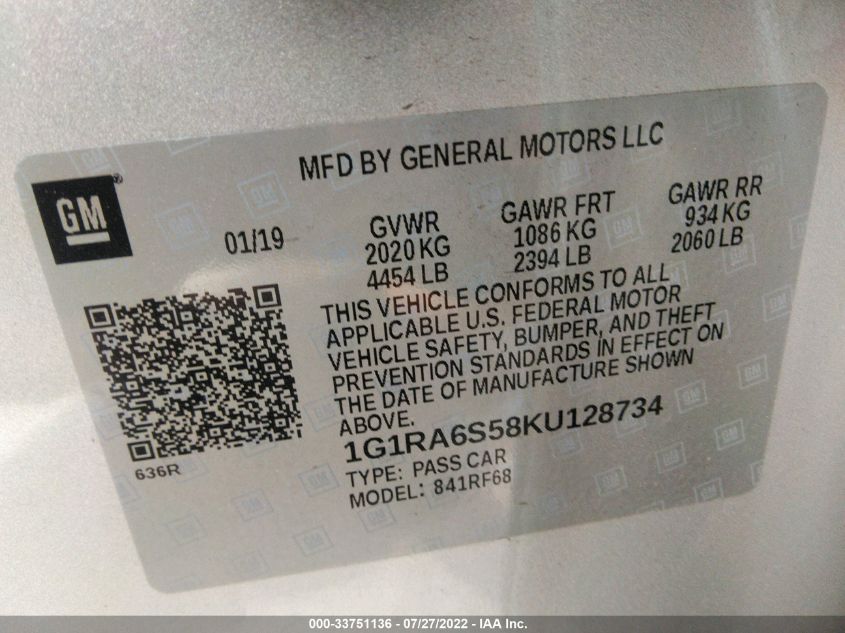 MFD BY GENERAL MOTORS LLC
GM ®
01/19
GVWR
2020 KG
4454 LB
GAWR FRT
1086 KG
2394 LB
GAWR RR
934 KG
2060 LB
THIS VEHICLE CONFORMS TO ALL
APPLICABLE U.S. FEDERAL MOTOR
VEHICLE SAFETY, BUMPER, AND THEFT
PREVENTION STANDARDS IN EFFECT ON
THE DATE OF MANUFACTURE SHOWN
ABOVE.
1G1RA6S58KU128734
TYPE: PASS CAR
MODEL: 841RF68
636R
000-33751136 - 07/27/2022 - IAA Inc.